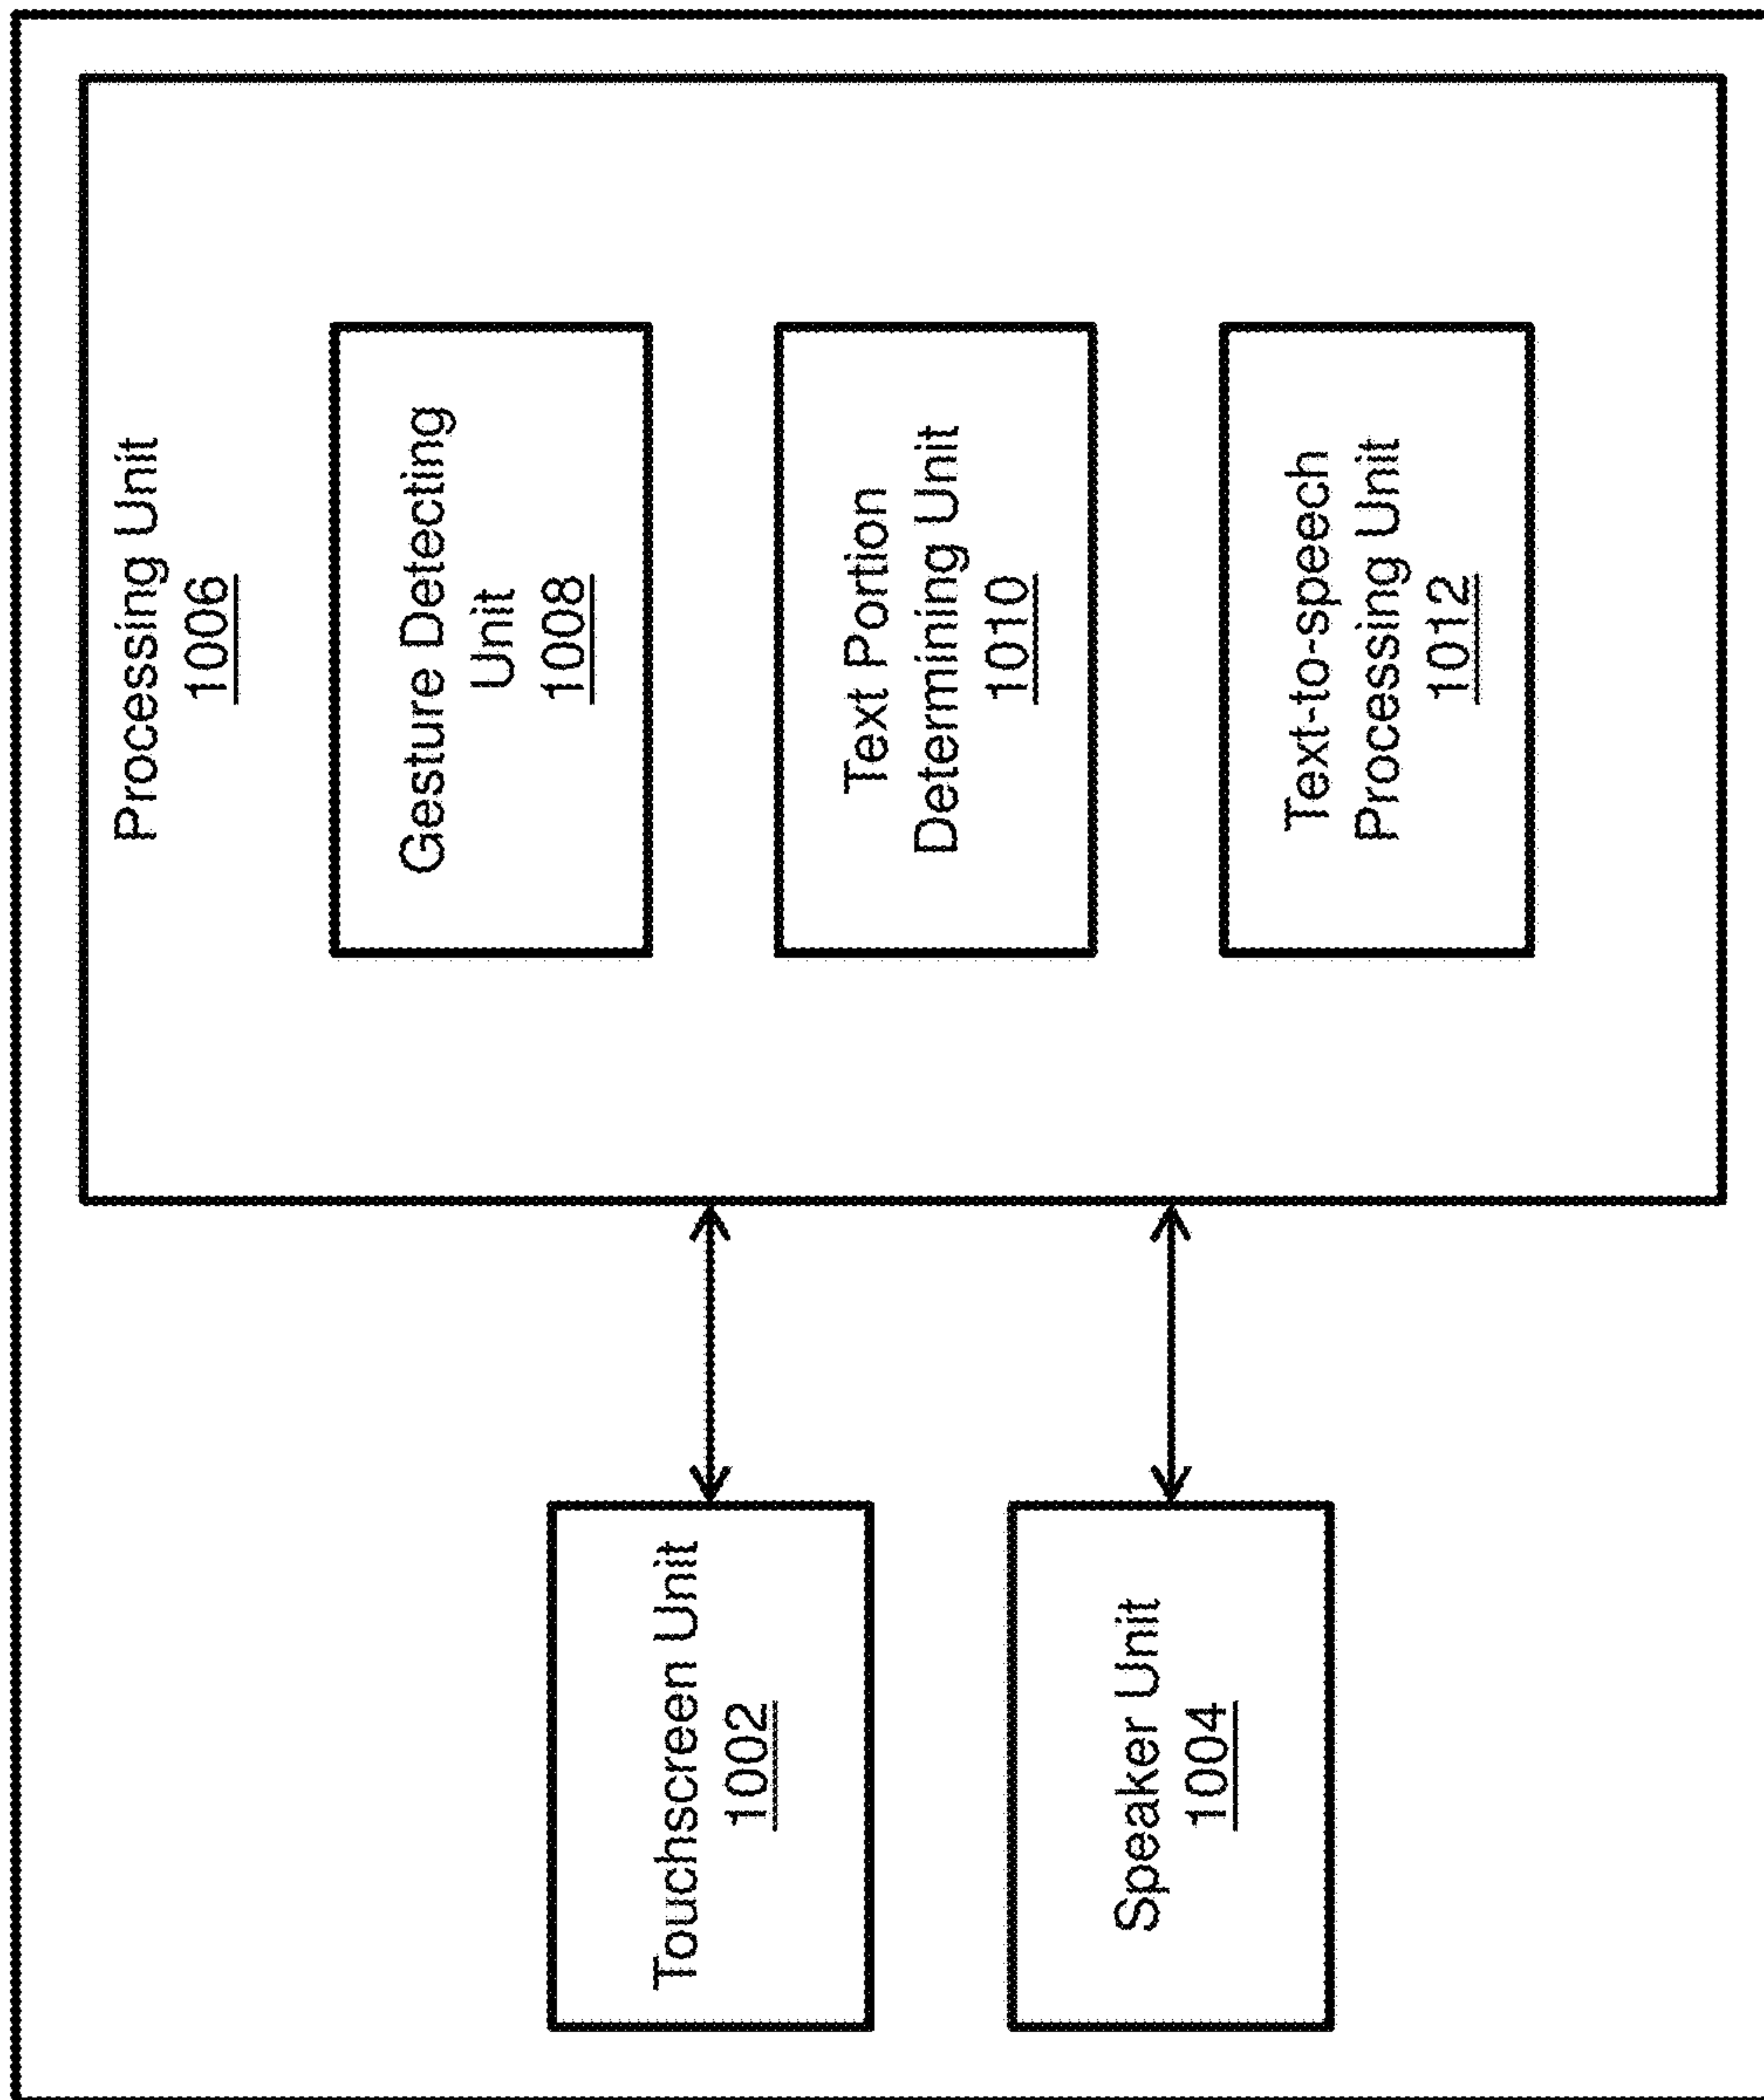 Touchscreen Unit
1002
Speaker Unit
1004
Processing Unit
1006
Gesture Detecting
Unit
1008
Text Portion
Determining Unit
1010
Text-to-speech
Processing Unit
1012